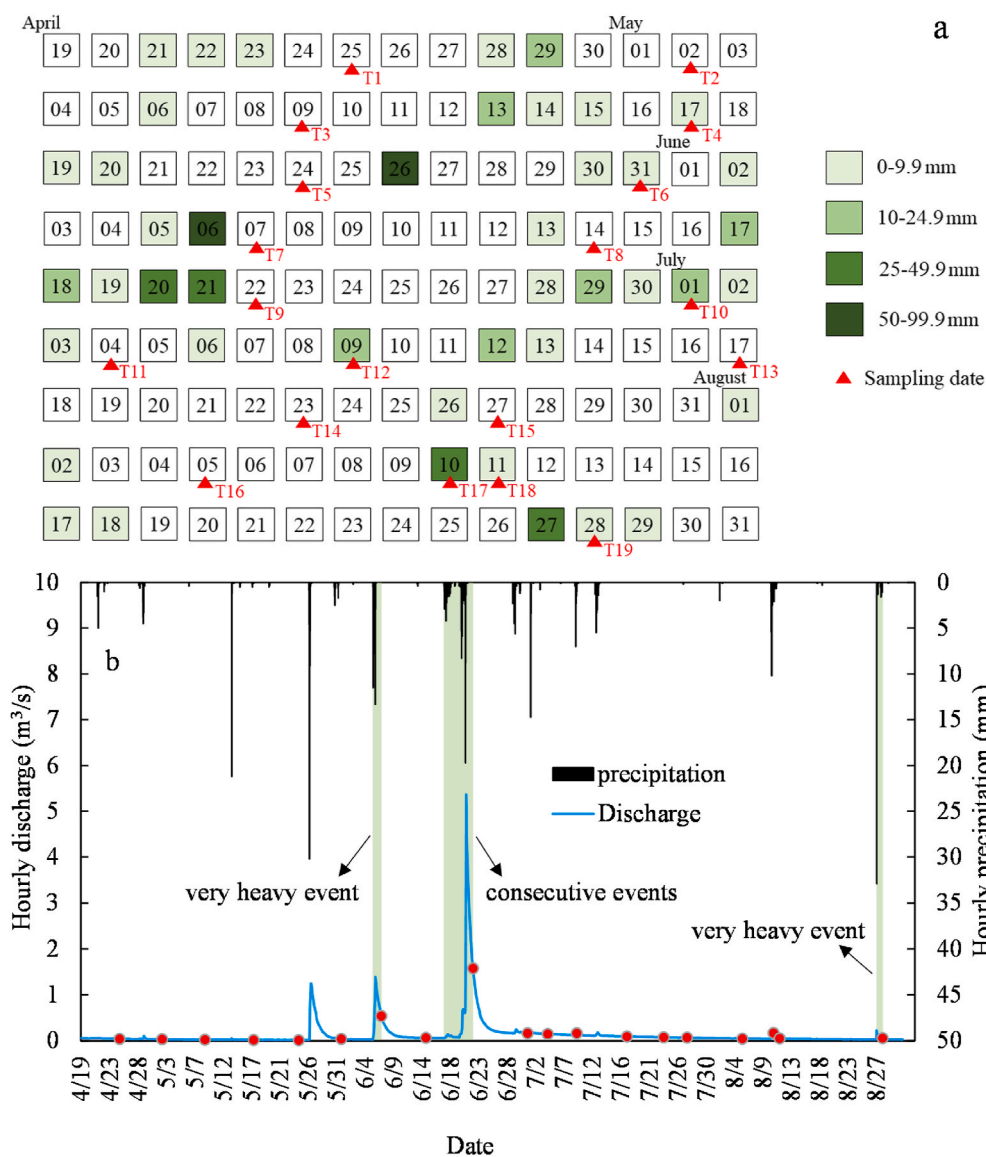 April May
a
19 20 21 22 23 24 25 26 27 28 29 30 01 02 03
T1 T2
04 05 06 07 08 09 10 11 12 13 14 15 16 17 18
T3 T4
June
19 20 21 22 23 24 25 26 27 28 29 30 31 01 02
T5 T6
03 04 05 06 07 08 09 10 11 12 13 14 15 16 17
T7 T8
July
18 19 20 21 22 23 24 25 26 27 28 29 30 01 02
T9 T10
03 04 05 06 07 08 09 10 11 12 13 14 15 16 17
T11 T12 T13
August
18 19 20 21 22 23 24 25 26 27 28 29 30 31 01
T14 T15
02 03 04 05 06 07 08 09 10 11 12 13 14 15 16
T16 T17 T18
17 18 19 20 21 22 23 24 25 26 27 28 29 30 31
T19
0-9.9 mm
10-24.9 mm
25-49.9 mm
50-99.9 mm
Sampling date
b
Hourly discharge (m³/s)
10
9
8
7
6
5
4
3
2
1
0
precipitation
Discharge
very heavy event
consecutive events
very heavy event
0
5
10
15
20
25
30
35
40
45
50
Hourly precipitation (mm)
4/19 4/23 4/28 5/3 5/7 5/12 5/17 5/21 5/26 5/31 6/4 6/9 6/14 6/18 6/23 6/28 7/2 7/7 7/12 7/16 7/21 7/26 7/30 8/4 8/9 8/13 8/18 8/23 8/27
Date